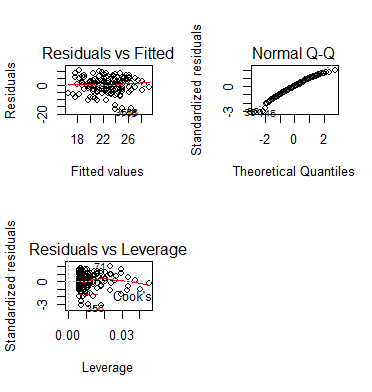 Residuals vs Fitted
Residuals
0
-20
18 22 26
Fitted values
Normal Q-Q
Standardized residuals
0
-3
-2 0 2
Theoretical Quantiles
Residuals vs Leverage
Standardized residuals
0
-3
71
Cook's
0.00 0.03
Leverage